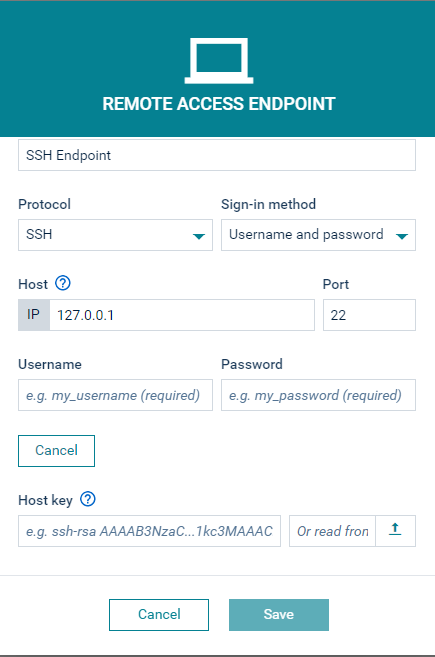 REMOTE ACCESS ENDPOINT
SSH Endpoint
Protocol Sign-in method
SSH Username and password
Host Port
IP 127.0.0.1 22
Username Password
e.g. my_username (required) e.g. my_password (required)
Cancel
Host key
e.g. ssh-rsa AAAAB3NzaC...1kc3MAAAC Or read fron
Cancel Save